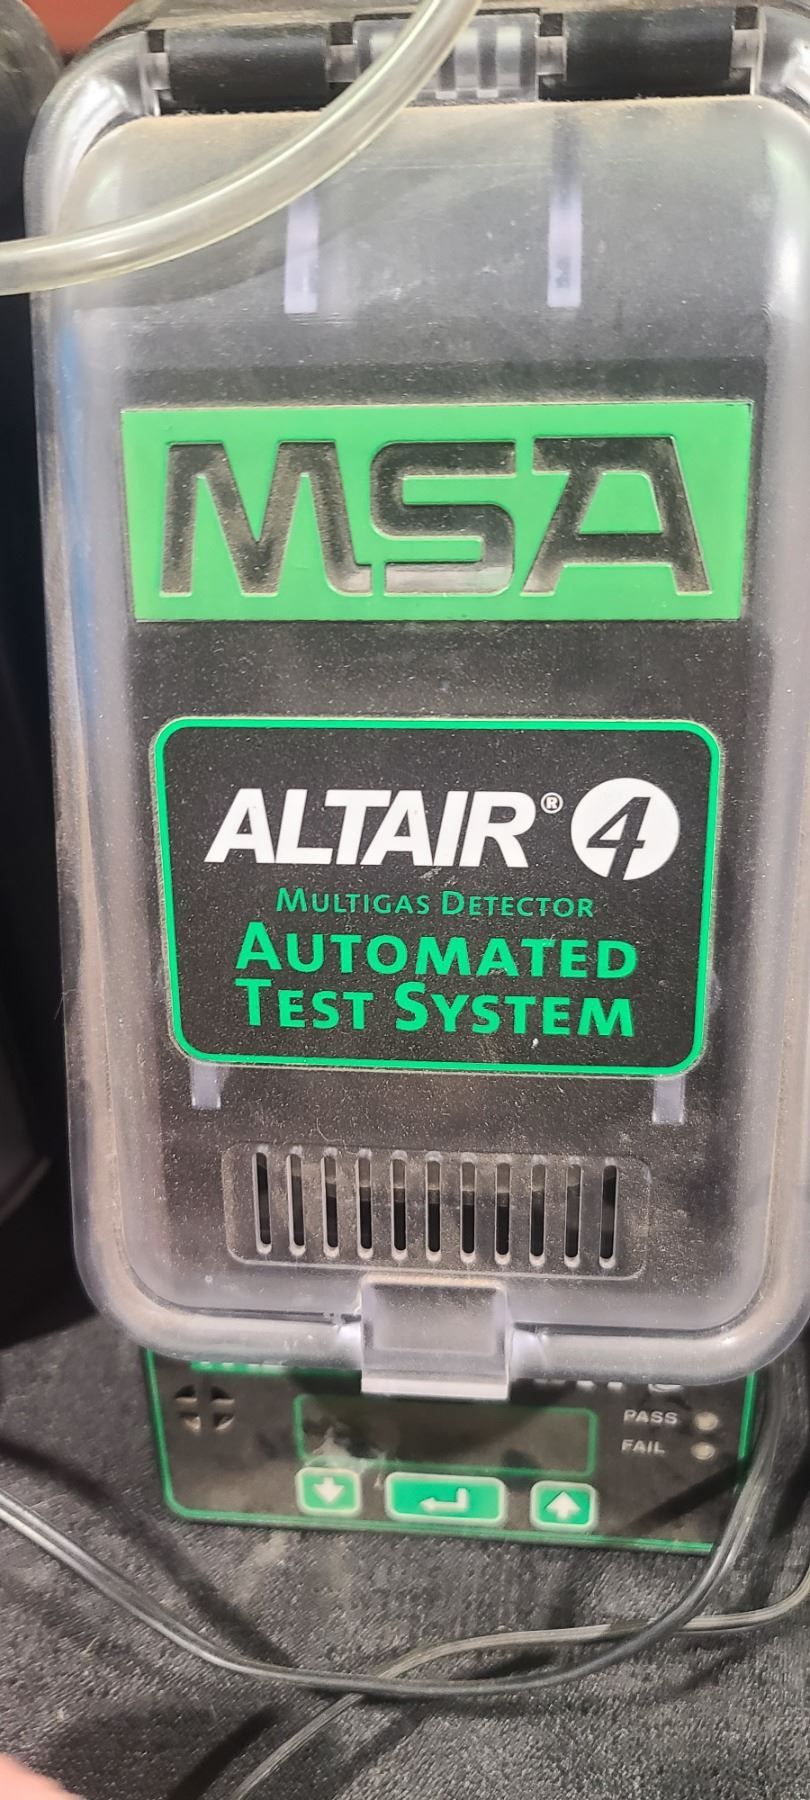 MSA
ALTAIR® 4
MULTIGAS DETECTOR
AUTOMATED
TEST SYSTEM
PASS
FAIL